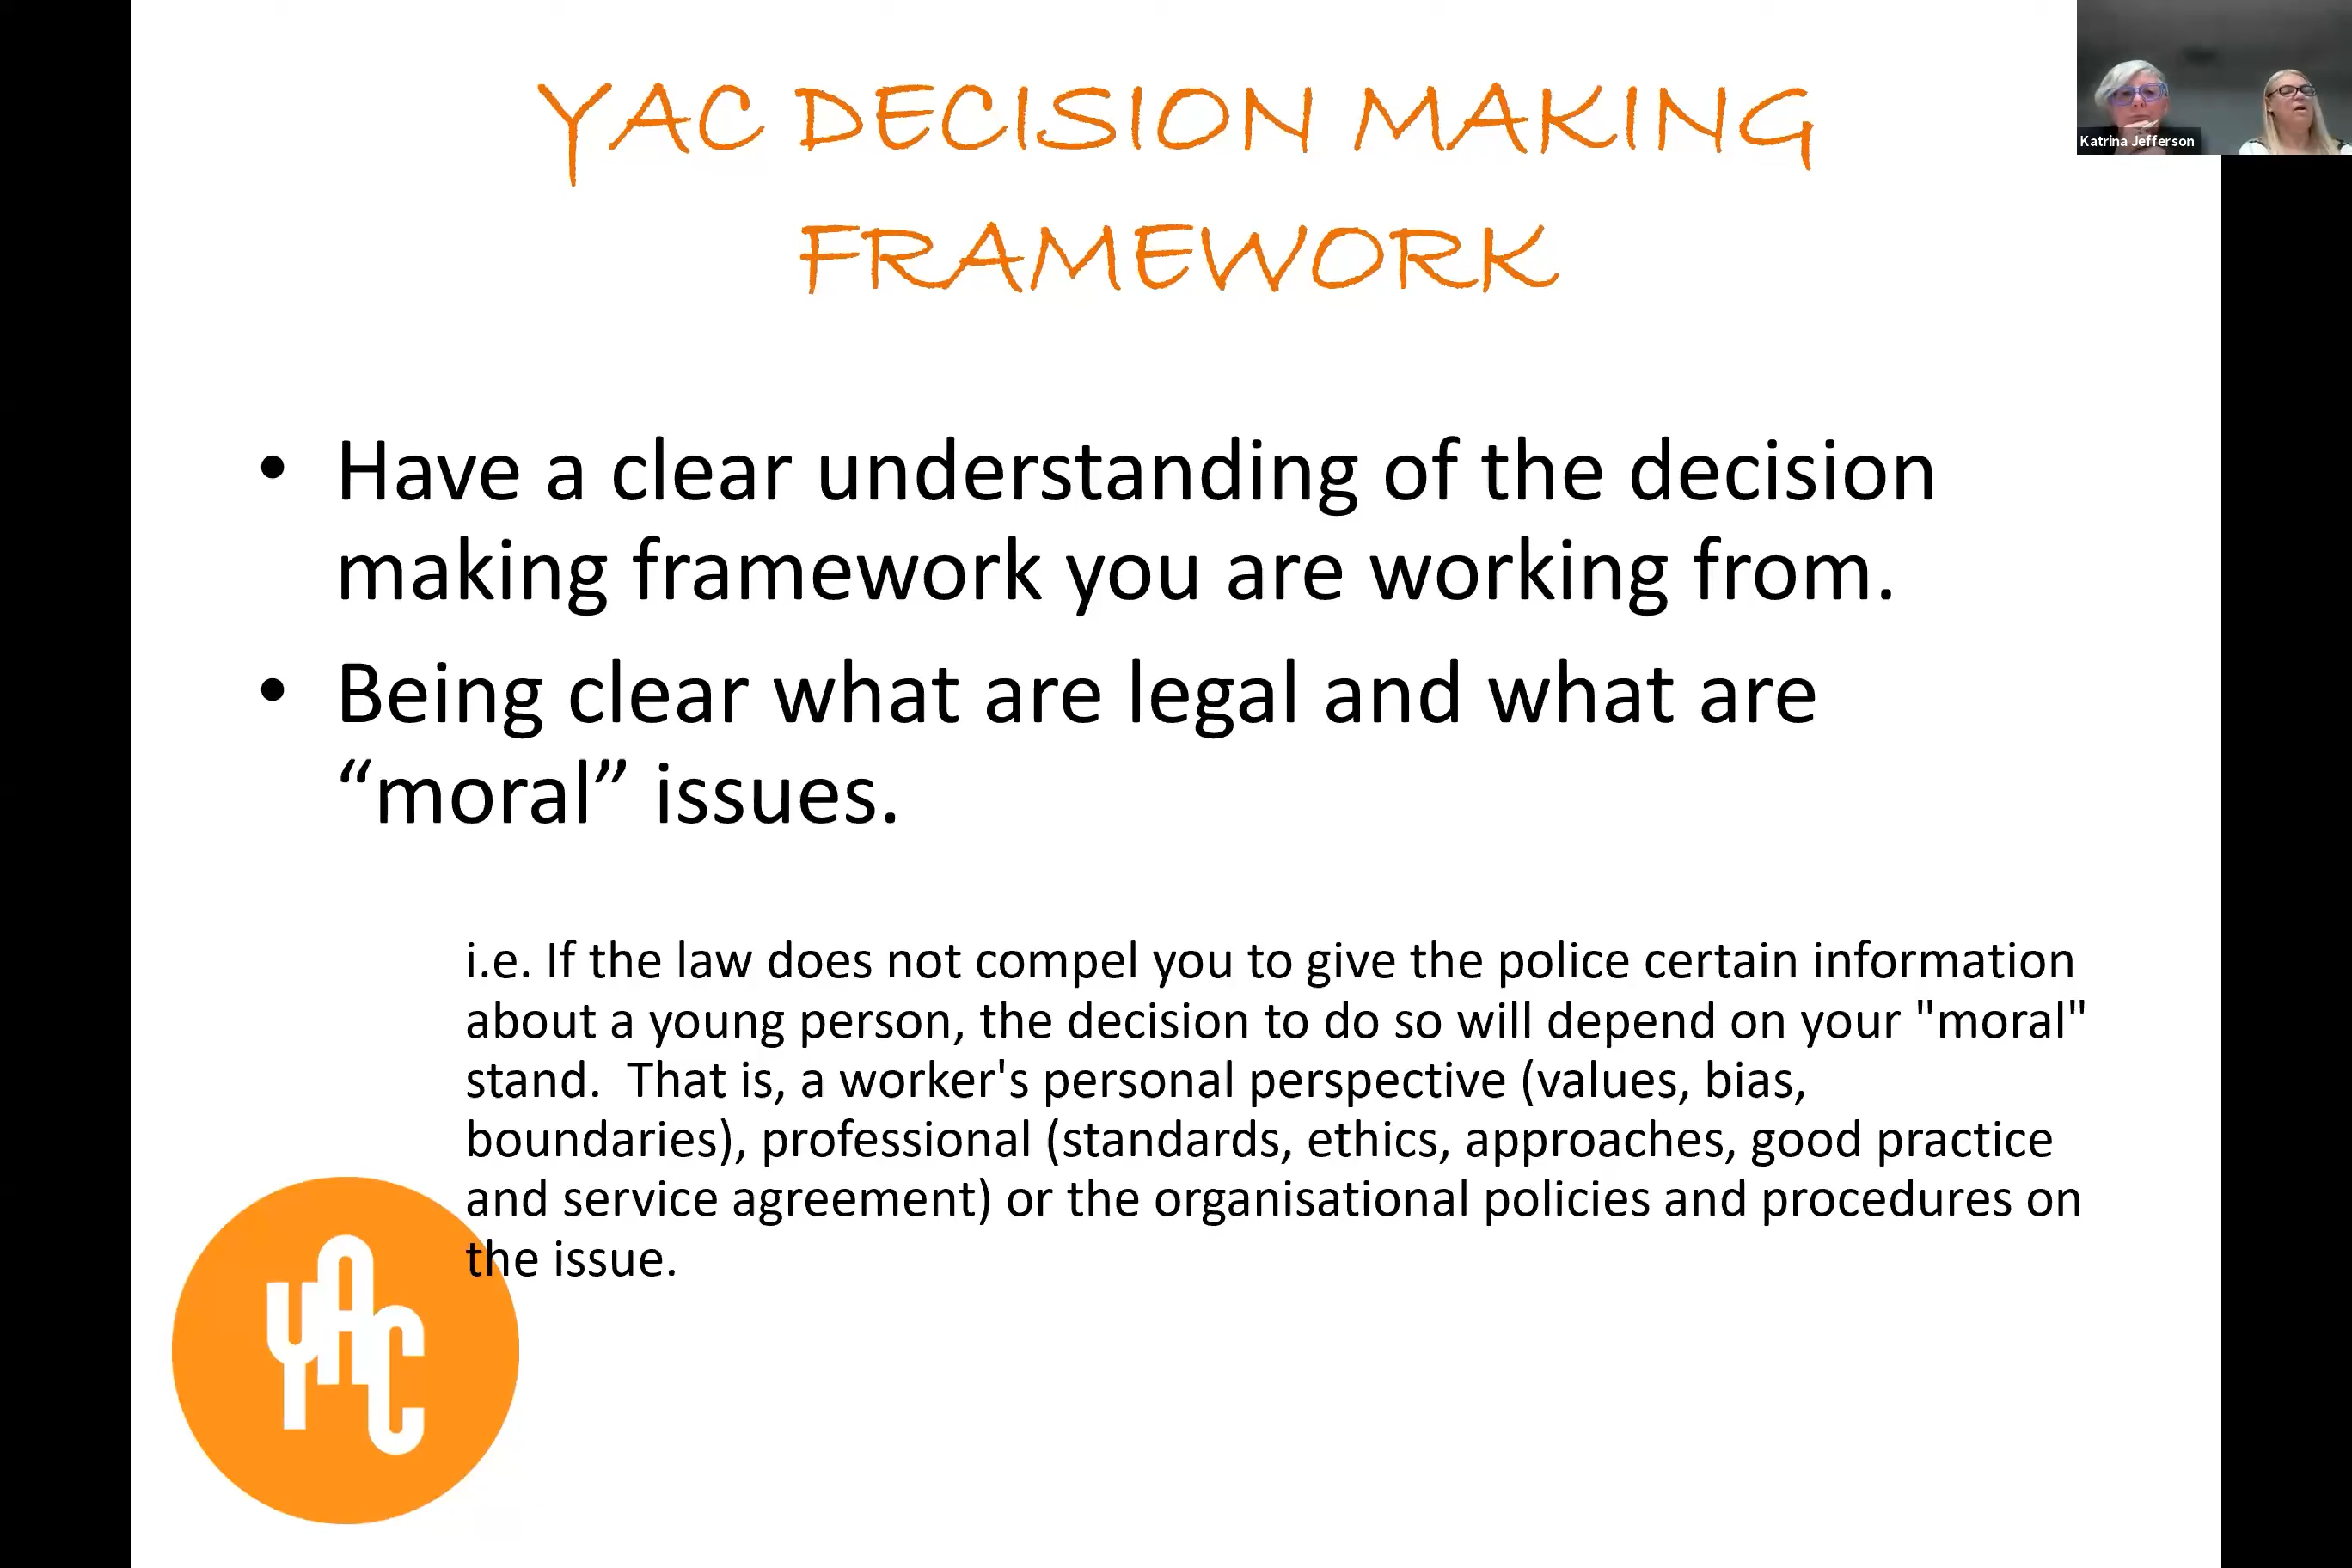 YAC DECISION MAKING
FRAMEWORK
Katrina Jefferson
• Have a clear understanding of the decision
making framework you are working from.
• Being clear what are legal and what are
“moral” issues.
i.e. If the law does not compel you to give the police certain information
about a young person, the decision to do so will depend on your "moral"
stand.  That is, a worker's personal perspective (values, bias,
boundaries), professional (standards, ethics, approaches, good practice
and service agreement) or the organisational policies and procedures on
the issue.
YAC